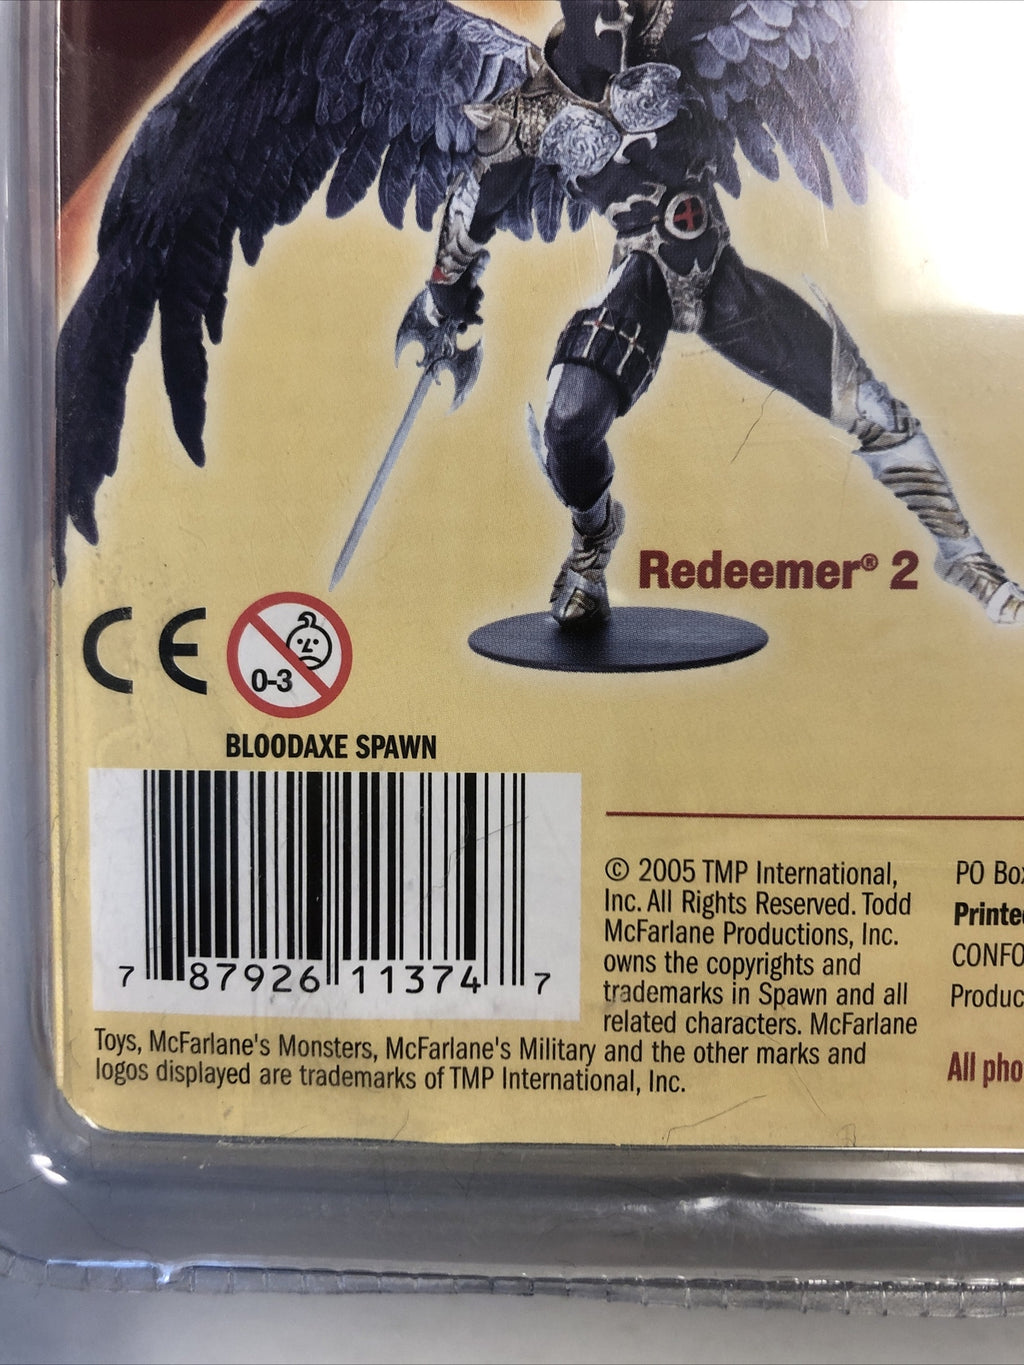 Redeemer® 2
CE
0-3
BLOODAXE SPAWN
7 87926 11374 7
© 2005 TMP International,
Inc. All Rights Reserved. Todd
McFarlane Productions, Inc.
owns the copyrights and
trademarks in Spawn and all
related characters. McFarlane
Toys, McFarlane's Monsters, McFarlane's Military and the other marks and
logos displayed are trademarks of TMP International, Inc.
PO
All